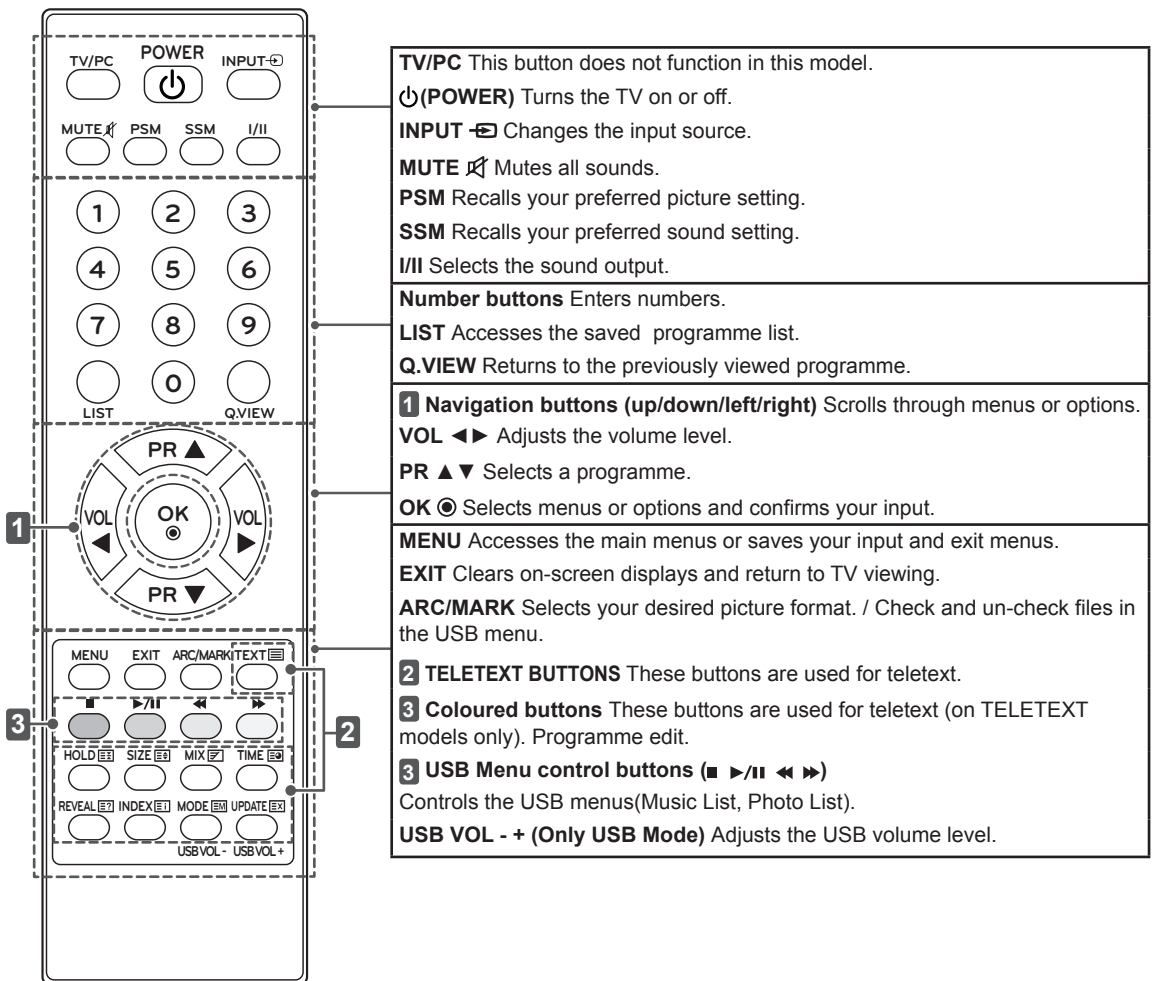 TV/PC POWER INPUT
MUTE PSM SSM I/II
1 2 3
4 5 6
7 8 9
0
LIST Q.VIEW
PR ▲
VOL ◄ OK ◉ VOL ►
PR ▼
1
MENU EXIT ARC/MARK TEXT
■ ►/II ◄◄ ►►
3
2
HOLD SIZE MIX TIME
REVEAL INDEX MODE UPDATE
USB VOL - USB VOL +
TV/PC This button does not function in this model.
(POWER) Turns the TV on or off.
INPUT Changes the input source.
MUTE Mutes all sounds.
PSM Recalls your preferred picture setting.
SSM Recalls your preferred sound setting.
I/II Selects the sound output.
Number buttons Enters numbers.
LIST Accesses the saved programme list.
Q.VIEW Returns to the previously viewed programme.
1 Navigation buttons (up/down/left/right) Scrolls through menus or options.
VOL ◄► Adjusts the volume level.
PR ▲▼ Selects a programme.
OK ◉ Selects menus or options and confirms your input.
MENU Accesses the main menus or saves your input and exit menus.
EXIT Clears on-screen displays and return to TV viewing.
ARC/MARK Selects your desired picture format. / Check and un-check files in
the USB menu.
2 TELETEXT BUTTONS These buttons are used for teletext.
3 Coloured buttons These buttons are used for teletext (on TELETEXT
models only). Programme edit.
3 USB Menu control buttons (■ ►/II ◄◄ ►►)
Controls the USB menus(Music List, Photo List).
USB VOL - + (Only USB Mode) Adjusts the USB volume level.